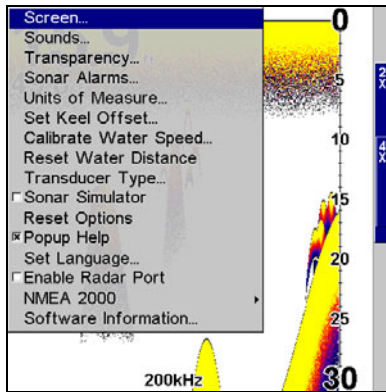 Screen...
Sounds...
Transparency...
Sonar Alarms...
Units of Measure...
Set Keel Offset...
Calibrate Water Speed...
Reset Water Distance
Transducer Type...
Sonar Simulator
Reset Options
Popup Help
Set Language...
Enable Radar Port
NMEA 2000
Software Information...
0
5
10
15
20
25
30
200kHz
2
X
4
X